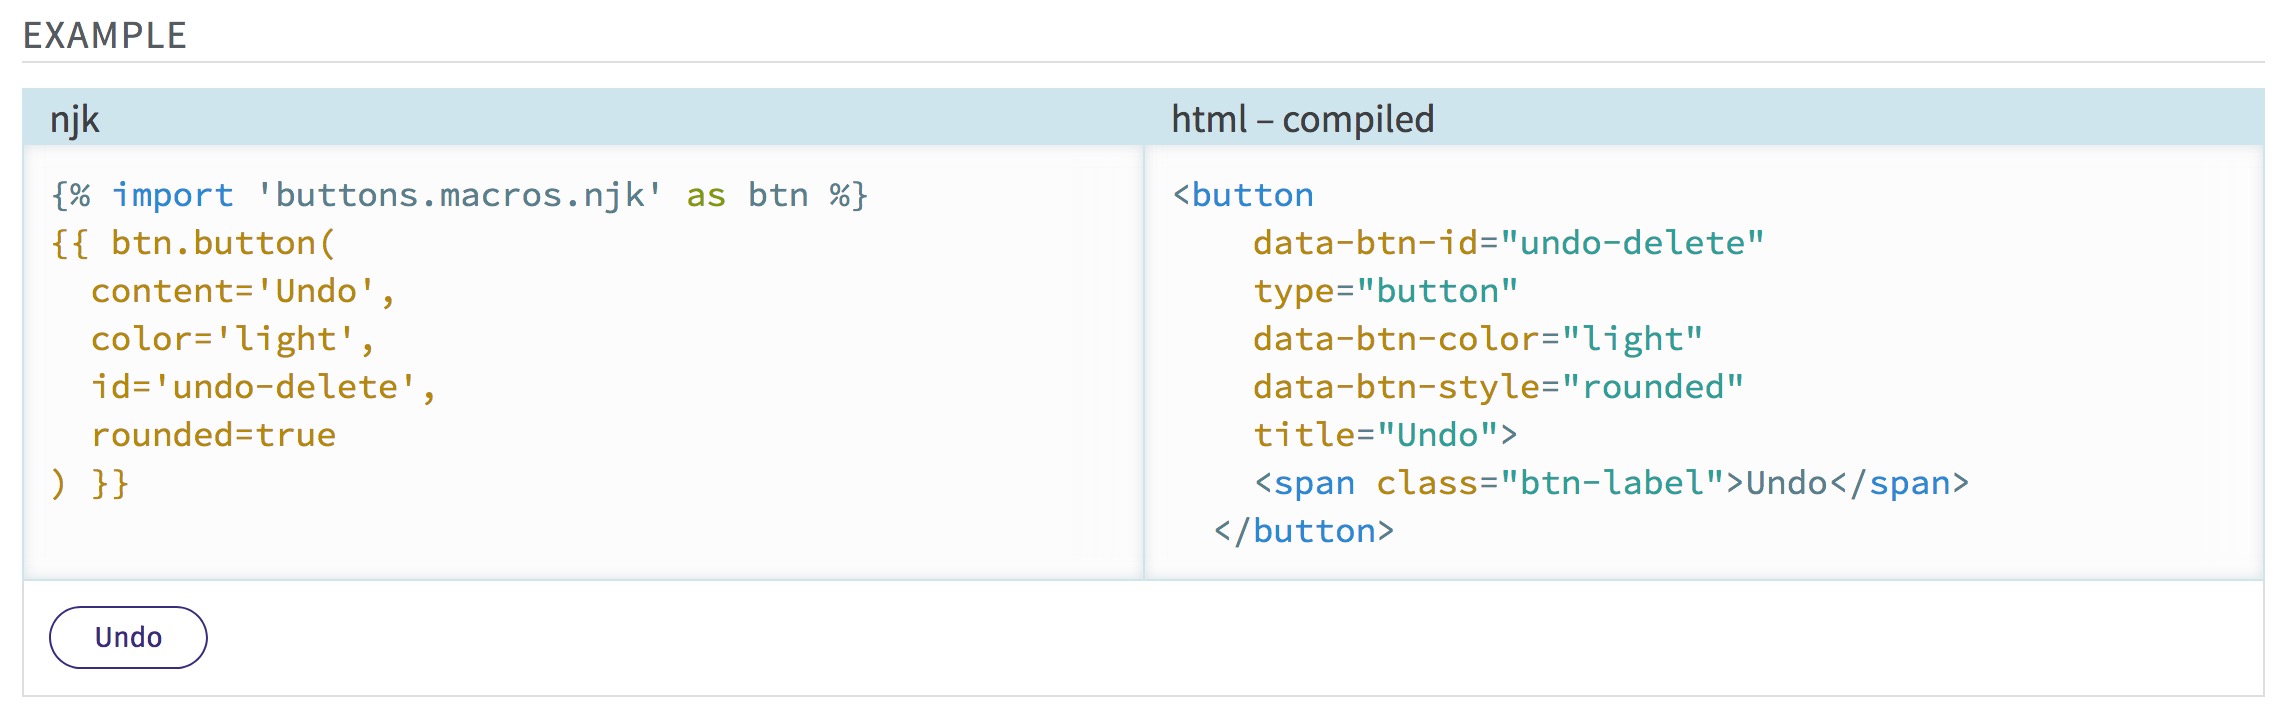 EXAMPLE
njk
{% import 'buttons.macros.njk' as btn %}
{{ btn.button(
  content='Undo',
  color='light',
  id='undo-delete',
  rounded=true
) }}
html – compiled
<button
    data-btn-id="undo-delete"
    type="button"
    data-btn-color="light"
    data-btn-style="rounded"
    title="Undo">
    <span class="btn-label">Undo</span>
  </button>
Undo